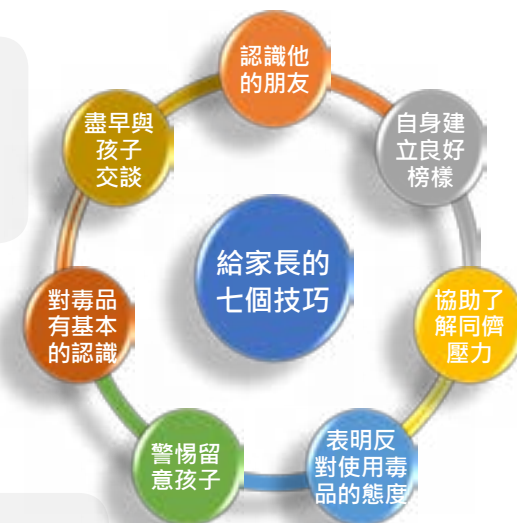 給家長的
七個技巧
認識他
的朋友
自身建
立良好
榜樣
協助了
解同儕
壓力
表明反
對使用毒
品的態度
警惕留
意孩子
對毒品
有基本
的認識
盡早與
孩子
交談